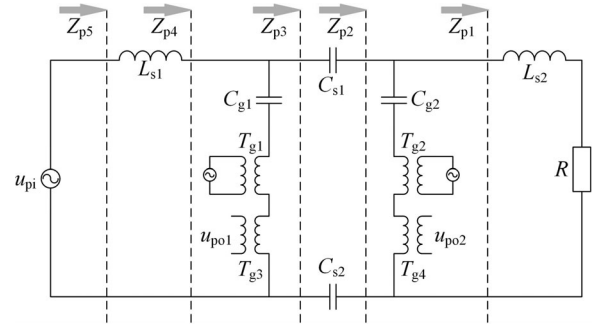 Zp5 Zp4 Zp3 Zp2 Zp1
Ls1 Cs1 Ls2
Cg1 Cg2
Tg1 Tg2
upi R
upo1 upo2
Tg3 Cs2 Tg4